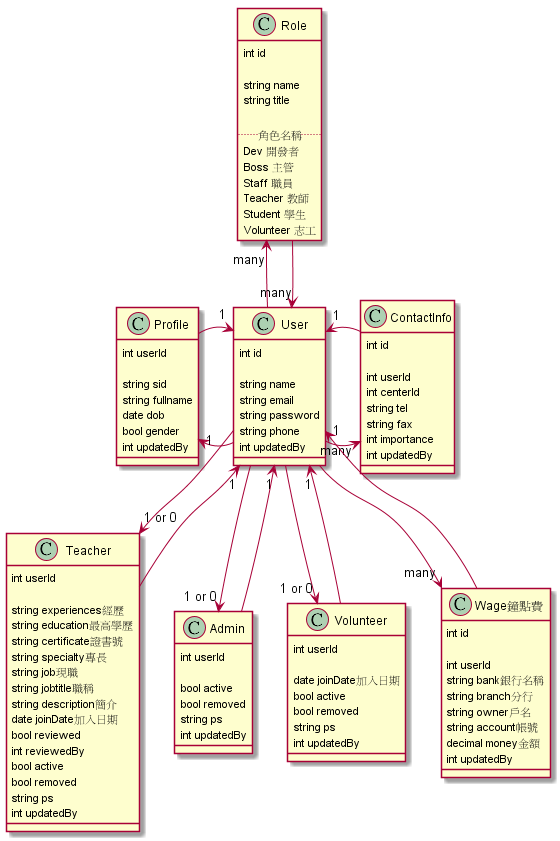 C Role
int id
string name
string title
角色名稱
Dev 開發者
Boss 主管
Staff 職員
Teacher 教師
Student 學生
Volunteer 志工
many
many
C Profile
int userId
string sid
string fullname
date dob
bool gender
int updatedBy
1
1
C User
int id
string name
string email
string password
string phone
int updatedBy
1
many
C ContactInfo
int id
int userId
int centerId
string tel
string fax
int importance
int updatedBy
1 or 0
1
1 or 0
1
1 or 0
1
many
1
C Teacher
int userId
string experiences經歷
string education最高學歷
string certificate證書號
string specialty專長
string job現職
string jobtitle職稱
string description簡介
date joinDate加入日期
bool reviewed
int reviewedBy
bool active
bool removed
string ps
int updatedBy
C Admin
int userId
bool active
bool removed
string ps
int updatedBy
C Volunteer
int userId
date joinDate加入日期
bool active
bool removed
string ps
int updatedBy
C Wage鐘點費
int id
int userId
string bank銀行名稱
string branch分行
string owner戶名
string account帳號
decimal money金額
int updatedBy